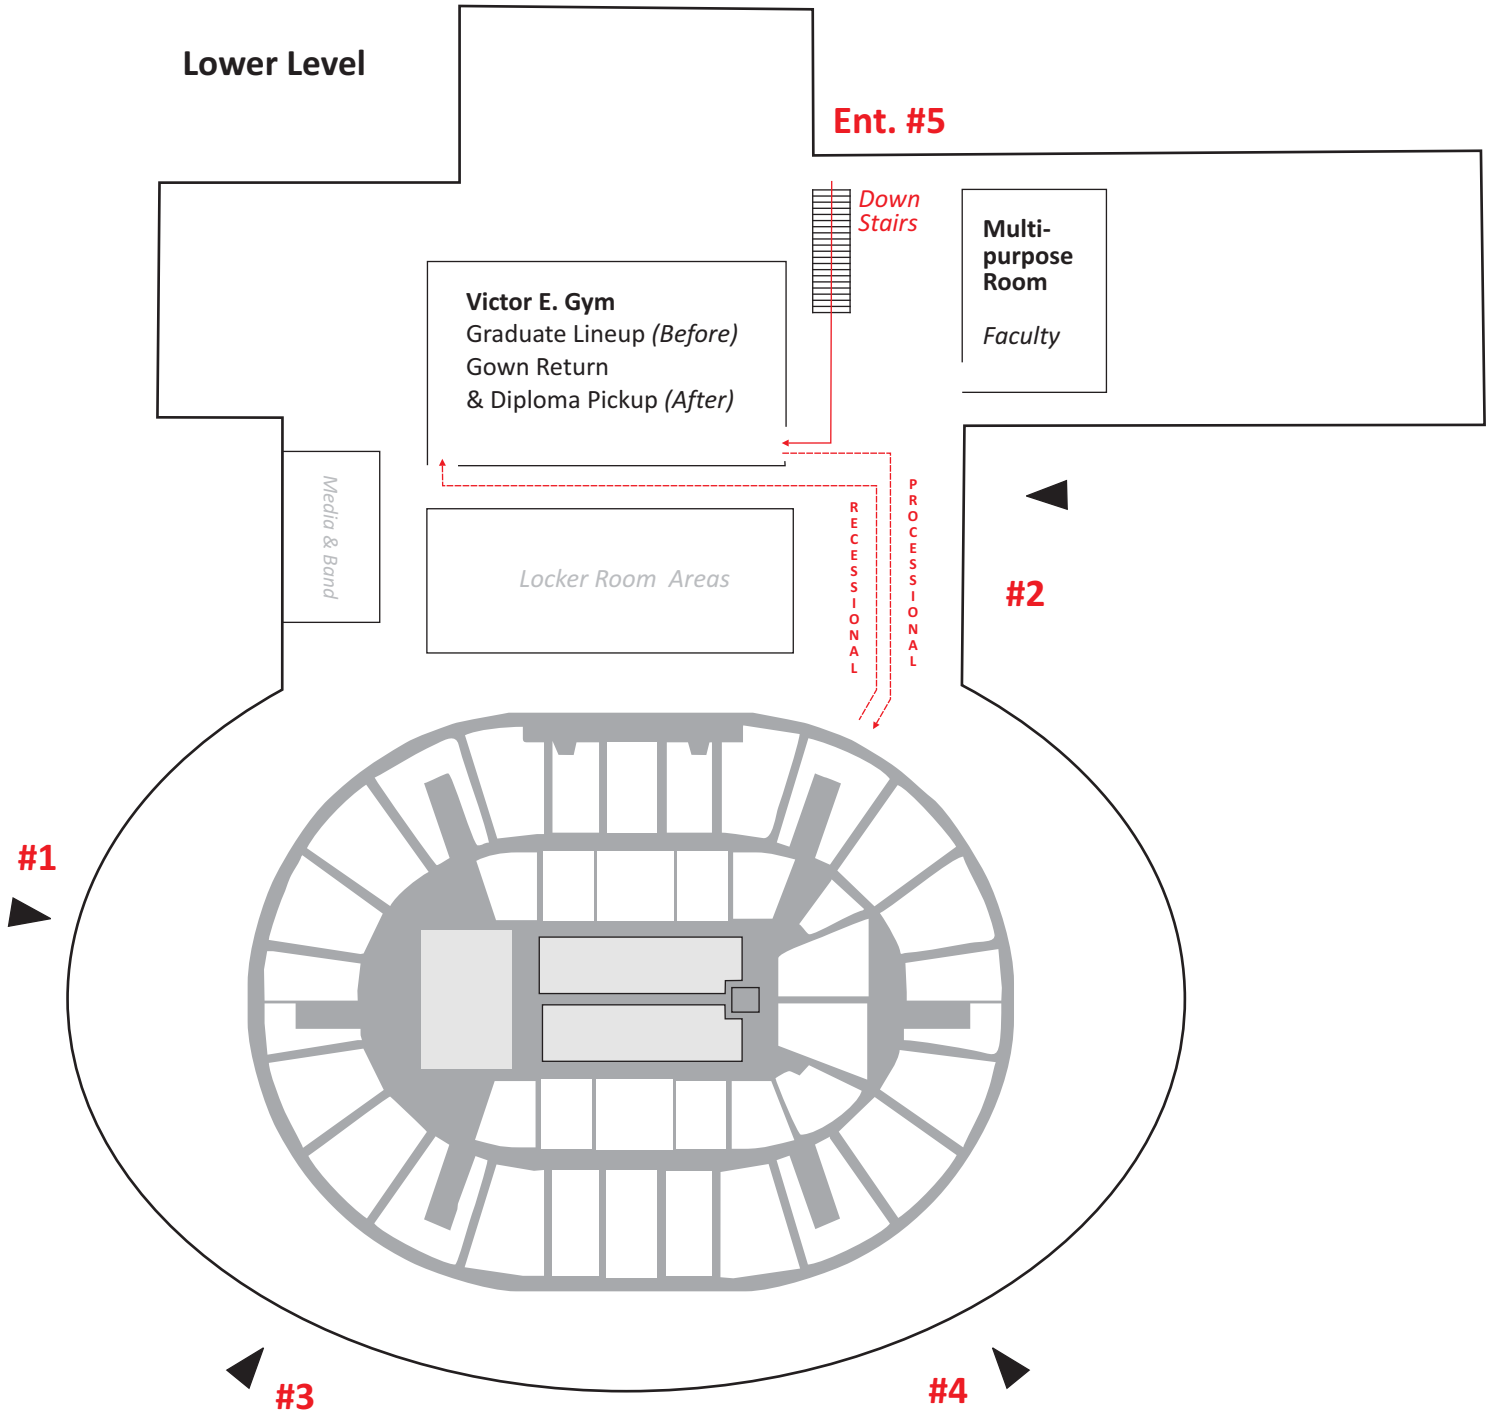 Lower Level
Ent. #5
Down
Stairs
Multi-
purpose
Room
Faculty
Victor E. Gym
Graduate Lineup (Before)
Gown Return
& Diploma Pickup (After)
Media & Band
Locker Room Areas
RECESSIONAL
PROCESSIONAL
#2
#1
#3
#4